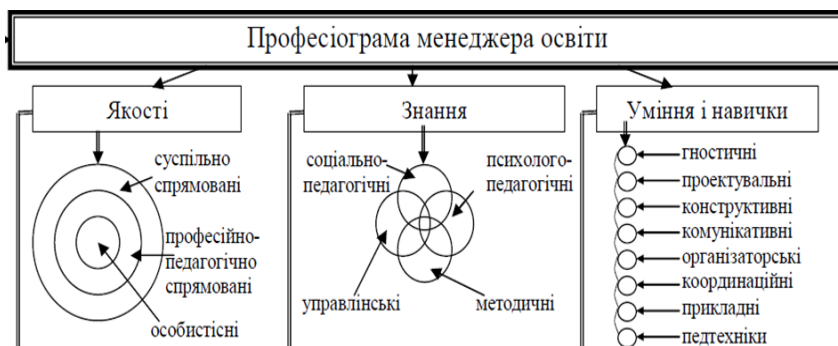 Професіограма менеджера освіти
Якості
Знання
Уміння і навички
суспільно
спрямовані
професійно-
педагогічно
спрямовані
особистісні
соціально-
педагогічні
психолого-
педагогічні
управлінські
методичні
гностичні
проектувальні
конструктивні
комунікативні
організаторські
координаційні
прикладні
педтехніки